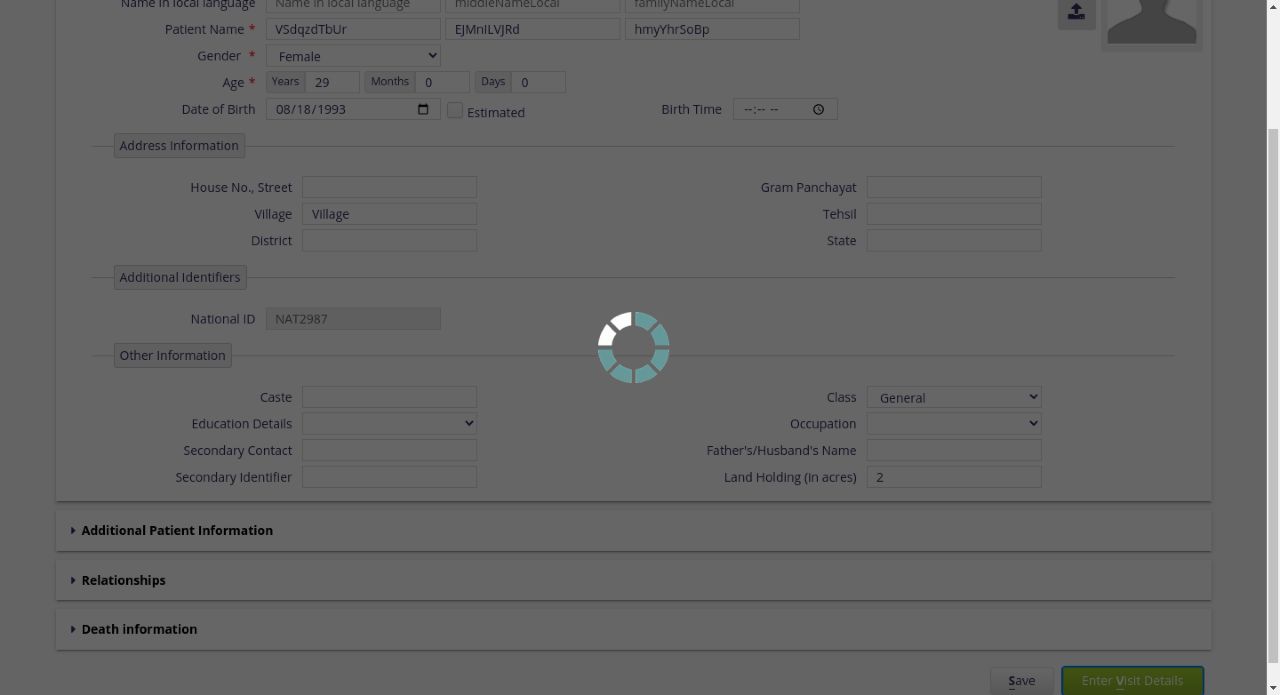 Name in local language * Name in local language middleNameLocal familyNameLocal
Patient Name * VSdqzdTbUr EJMnILVJRd hmyYhrSoBp
Gender * Female
Age * Years 29 Months 0 Days 0
Date of Birth 08/18/1993 Estimated Birth Time --:-- --
Address Information
House No., Street Gram Panchayat
Village Village Tehsil
District State
Additional Identifiers
National ID NAT2987
Other Information
Caste Class General
Education Details Occupation
Secondary Contact Father's/Husband's Name
Secondary Identifier Land Holding (in acres) 2
Additional Patient Information
Relationships
Death information
Save Enter Visit Details